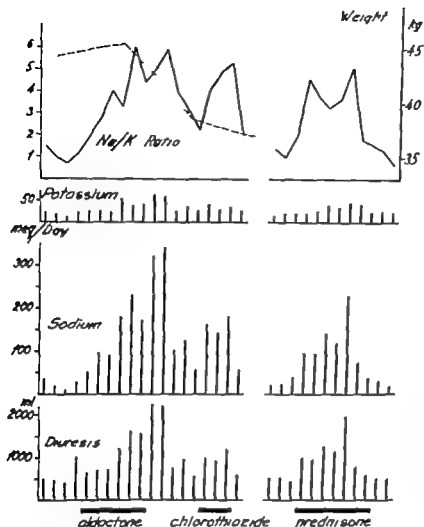 Weight
kg
6
5
4
3
2
1
45
40
35
Na/K Ratio
Potassium
50
meq/Day
300
200
100
Sodium
ml
2000
1000
Diuresis
aldactone
chlorothiazide
prednisone